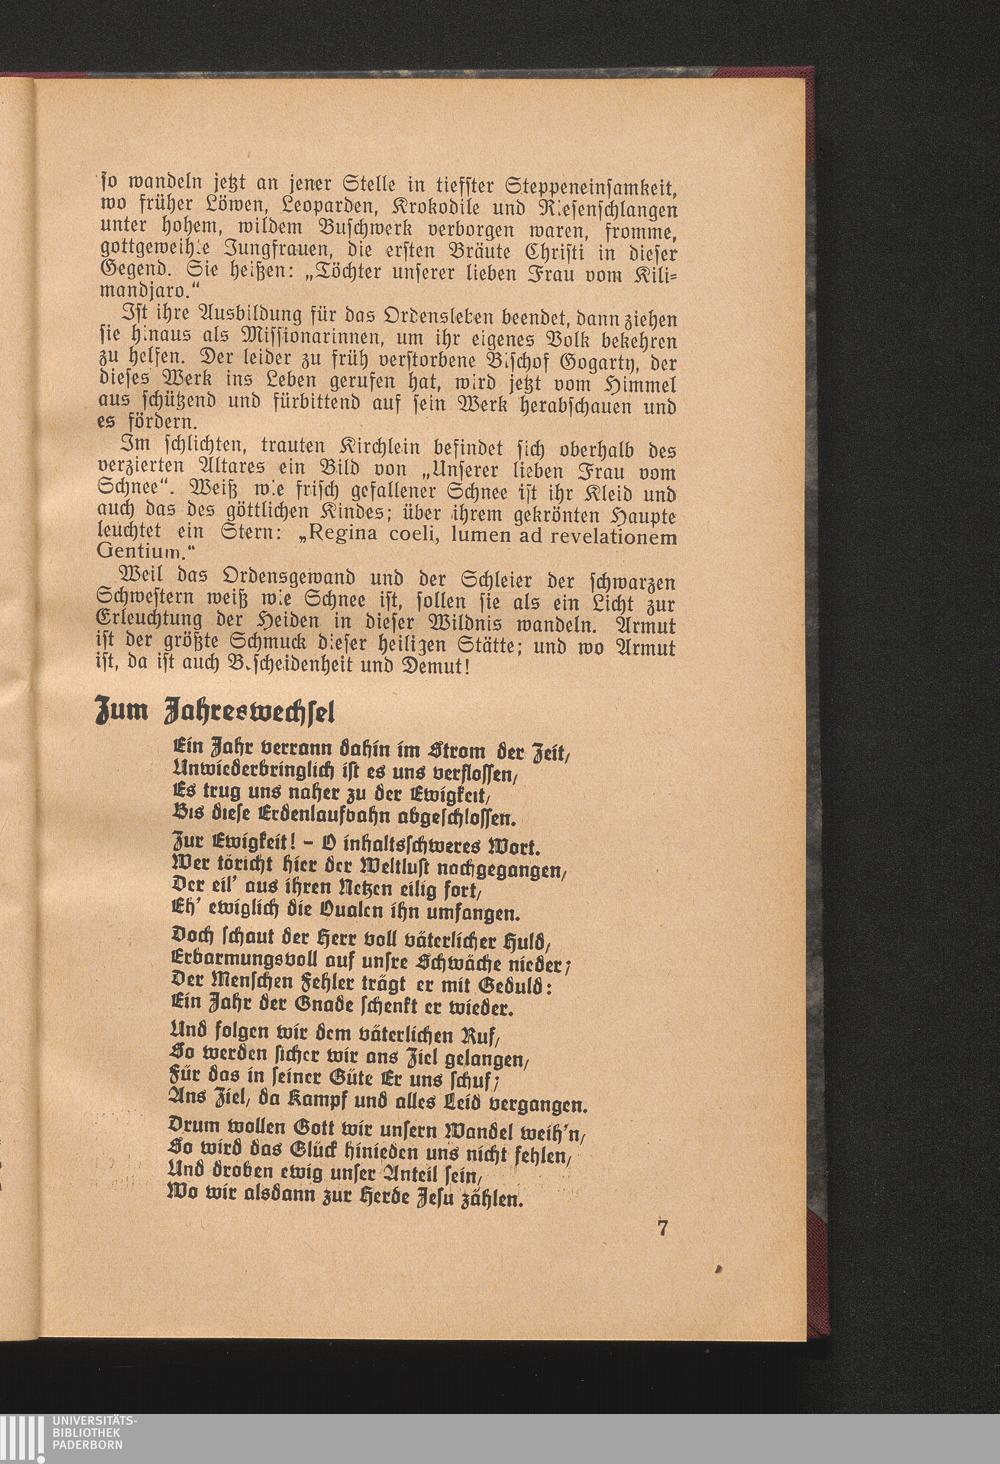 so wandeln jetzt an jener Stelle in tiefster Steppeneinsamkeit,
wo früher Löwen, Leoparden, Krokodile und Riesenschlangen
unter hohem, wildem Buschwerk verborgen waren, fromme,
gottgeweihte Jungfrauen, die ersten Bräute Christi in dieser
Gegend. Sie heißen: „Töchter unserer lieben Frau vom Kili-
mandjaro.“
Ist ihre Ausbildung für das Ordensleben beendet, dann ziehen
sie hinaus als Missionarinnen, um ihr eigenes Volk bekehren
zu helfen. Der leider zu früh verstorbene Bischof Gogarty, der
dieses Werk ins Leben gerufen hat, wird jetzt vom Himmel
aus schützend und fürbittend auf sein Werk herabschauen und
es fördern.
Im schlichten, trauten Kirchlein befindet sich oberhalb des
verzierten Altares ein Bild von „Unserer lieben Frau vom
Schnee“. Weiß wie frisch gefallener Schnee ist ihr Kleid und
auch das des göttlichen Kindes; über ihrem gekrönten Haupte
leuchtet ein Stern: „Regina coeli, lumen ad revelationem
Gentium.“
Weil das Ordensgewand und der Schleier der schwarzen
Schwestern weiß wie Schnee ist, sollen sie als ein Licht zur
Erleuchtung der Heiden in dieser Wildnis wandeln. Armut
ist der größte Schmuck dieser heiligen Stätte; und wo Armut
ist, da ist auch Bescheidenheit und Demut!
Zum Jahreswechsel
Ein Jahr verrann dahin im Strom der Zeit,
Unwiederbringlich ist es uns verflossen,
Es trug uns näher zu der Ewigkeit,
Bis diese Erdenlaufbahn abgeschlossen.
Zur Ewigkeit! – O inhaltsschweres Wort.
Wer töricht hier der Weltlust nachgegangen,
Der eil' aus ihren Netzen eilig fort,
Eh' ewiglich die Qualen ihn umfangen.
Doch schaut der Herr voll väterlicher Huld,
Erbarmungsvoll auf unsre Schwäche nieder;
Der Menschen Fehler trägt er mit Geduld:
Ein Jahr der Gnade schenkt er wieder.
Und folgen wir dem väterlichen Ruf,
So werden sicher wir ans Ziel gelangen,
Für das in seiner Güte Er uns schuf;
Ans Ziel, da Kampf und alles Leid vergangen.
Drum wollen Gott wir unsern Wandel weih'n,
So wird das Glück hinieden uns nicht fehlen,
Und droben ewig unser Anteil sein,
Wo wir alsdann zur Herde Jesu zählen.
7
UNIVERSITÄTS-
BIBLIOTHEK
PADERBORN